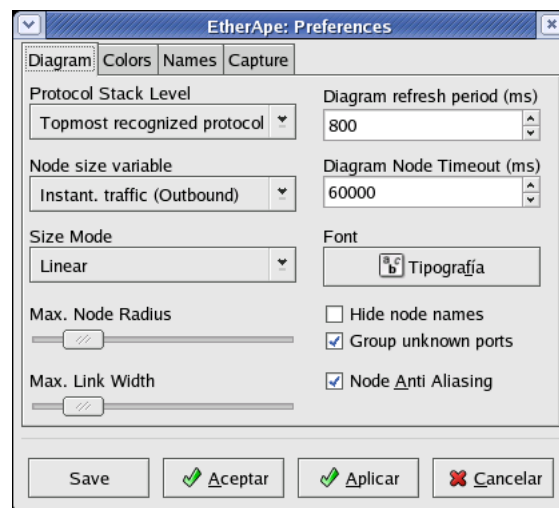 EtherApe: Preferences
Diagram Colors Names Capture
Protocol Stack Level
Topmost recognized protocol
Node size variable
Instant. traffic (Outbound)
Size Mode
Linear
Max. Node Radius
Max. Link Width
Diagram refresh period (ms)
800
Diagram Node Timeout (ms)
60000
Font
a c b Tipografía
Hide node names
Group unknown ports
Node Anti Aliasing
Save Aceptar Aplicar Cancelar